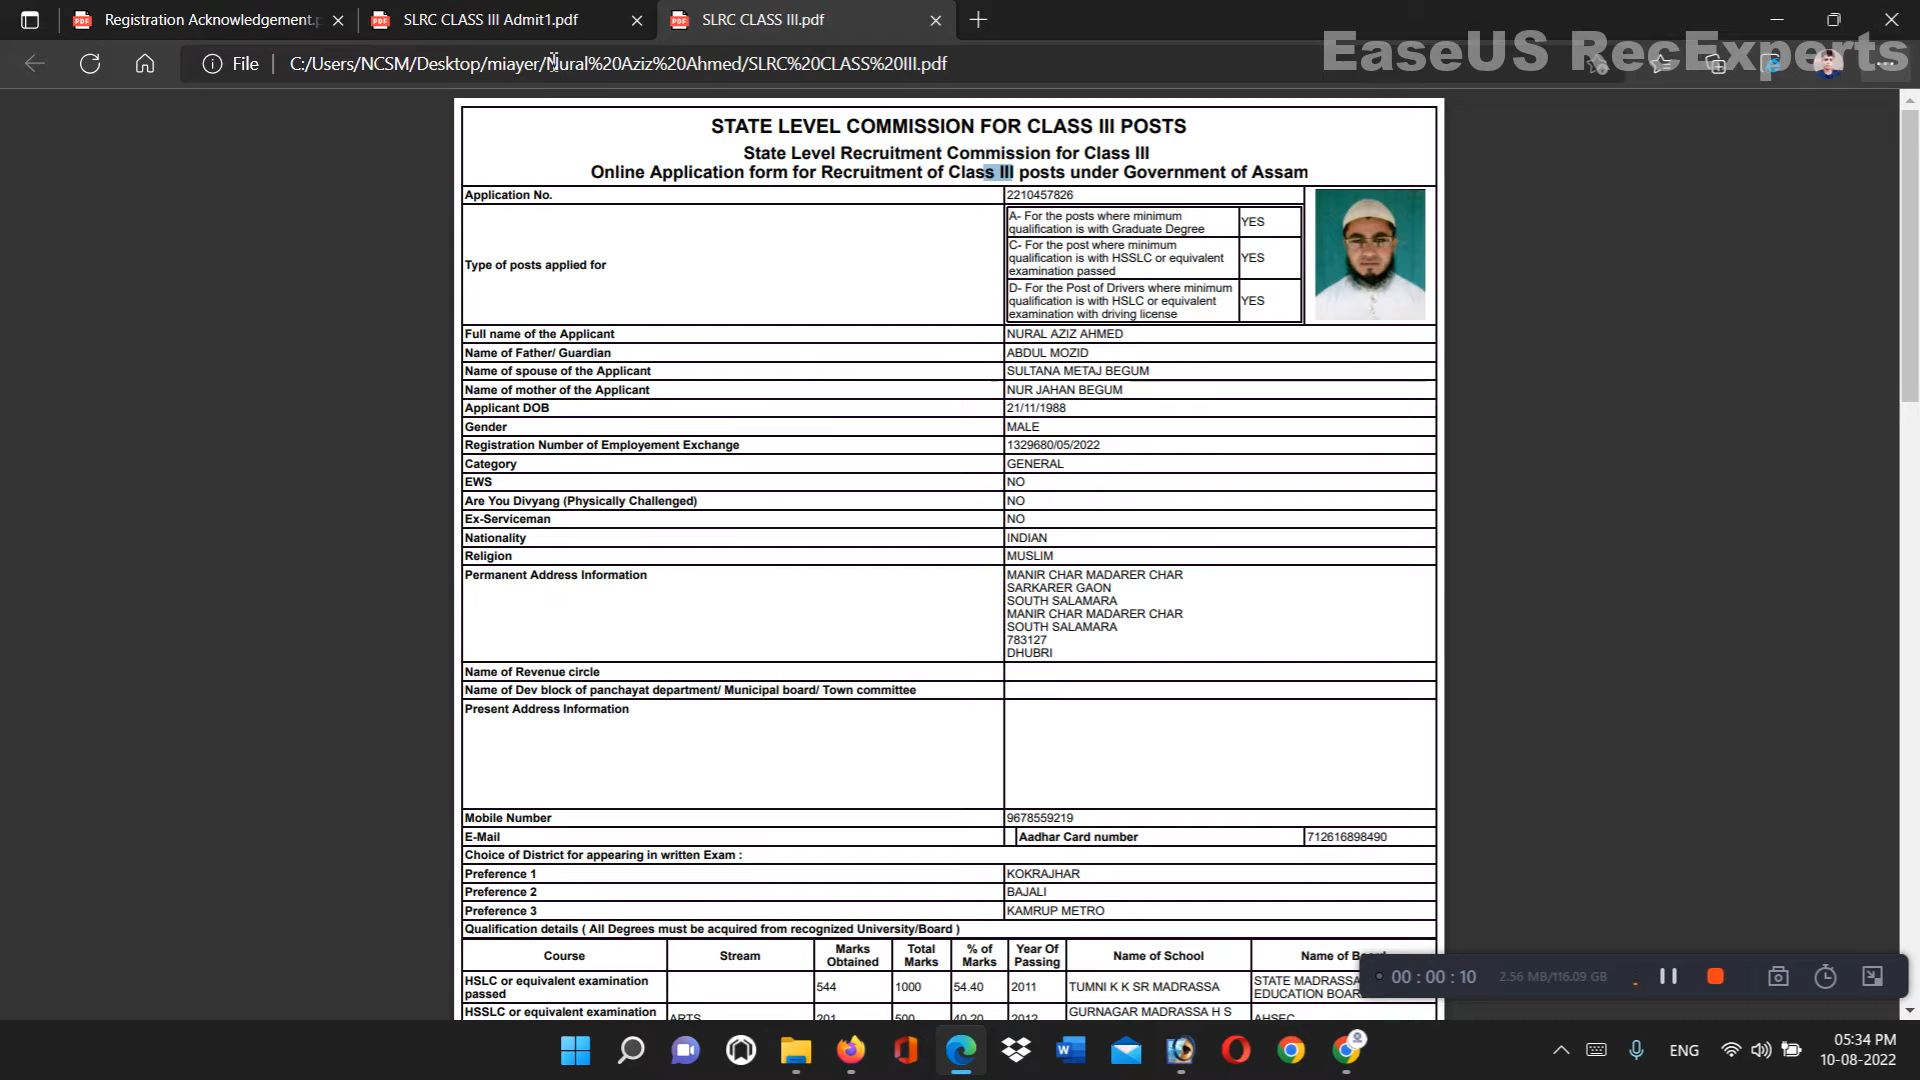 Registration Acknowledgement.p
SLRC CLASS III Admit1.pdf
SLRC CLASS III.pdf
File
C:/Users/NCSM/Desktop/miayer/Nural%20Aziz%20Ahmed/SLRC%20CLASS%20III.pdf
EaseUS RecExperts
STATE LEVEL COMMISSION FOR CLASS III POSTS
State Level Recruitment Commission for Class III
Online Application form for Recruitment of Class III posts under Government of Assam
Application No. 2210457826
Type of posts applied for
A- For the posts where minimum
qualification is with Graduate Degree YES
C- For the post where minimum
qualification is with HSSLC or equivalent YES
examination passed
D- For the Post of Drivers where minimum
qualification is with HSLC or equivalent YES
examination with driving license
Full name of the Applicant NURAL AZIZ AHMED
Name of Father/ Guardian ABDUL MOZID
Name of spouse of the Applicant SULTANA METAJ BEGUM
Name of mother of the Applicant NUR JAHAN BEGUM
Applicant DOB 21/11/1988
Gender MALE
Registration Number of Employement Exchange 1329680/05/2022
Category GENERAL
EWS NO
Are You Divyang (Physically Challenged) NO
Ex-Serviceman NO
Nationality INDIAN
Religion MUSLIM
Permanent Address Information MANIR CHAR MADARER CHAR
SARKARER GAON
SOUTH SALAMARA
MANIR CHAR MADARER CHAR
SOUTH SALAMARA
783127
DHUBRI
Name of Revenue circle
Name of Dev block of panchayat department/ Municipal board/ Town committee
Present Address Information
Mobile Number 9678559219
E-Mail Aadhar Card number 712616898490
Choice of District for appearing in written Exam :
Preference 1 KOKRAJHAR
Preference 2 BAJALI
Preference 3 KAMRUP METRO
Qualification details ( All Degrees must be acquired from recognized University/Board )
Course Stream Marks Obtained Total Marks % of Marks Year Of Passing Name of School Name of B
HSLC or equivalent examination passed 544 1000 54.40 2011 TUMNI K K SR MADRASSA STATE MADRASSA EDUCATION BOAR
HSSLC or equivalent examination ARTS 201 500 40.20 2012 GURNAGAR MADRASSA H S AHSEC
00 : 00 : 10 2.56 MB/116.09 GB
ENG
05:34 PM
10-08-2022